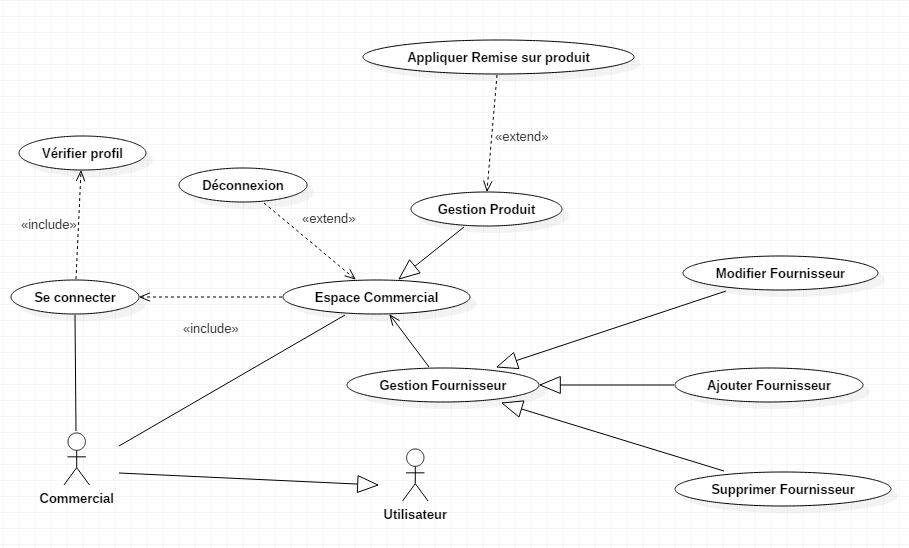 Appliquer Remise sur produit
«extend»
Vérifier profil
Déconnexion
Gestion Produit
«extend»
«include»
Modifier Fournisseur
Se connecter
Espace Commercial
«include»
Gestion Fournisseur
Ajouter Fournisseur
Supprimer Fournisseur
Commercial
Utilisateur